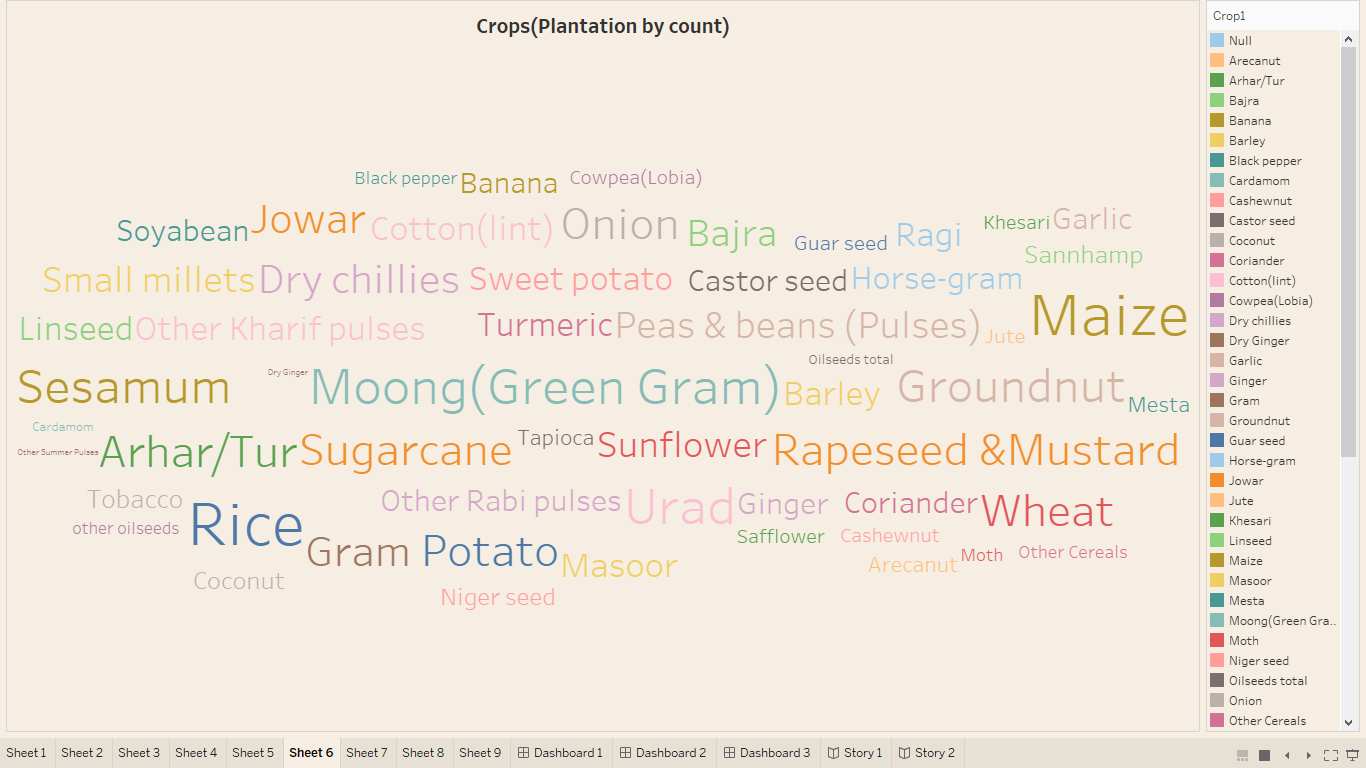 Crops(Plantation by count)
Black pepper Banana Cowpea(Lobia)
Soyabean Jowar Cotton(lint) Onion Bajra Guar seed Ragi Khesari Garlic
Sannhamp
Small millets Dry chillies Sweet potato Castor seed Horse-gram
Linseed Other Kharif pulses Turmeric Peas & beans (Pulses) Jute Maize
Oilseeds total
Sesamum Dry Ginger Moong(Green Gram) Barley Groundnut Mesta
Cardamom
Other Summer Pulses Arhar/Tur Sugarcane Tapioca Sunflower Rapeseed &Mustard
Tobacco Other Rabi pulses Urad Ginger Coriander Wheat
other oilseeds Rice Safflower Cashewnut
Gram Potato Masoor Arecanut Moth Other Cereals
Coconut Niger seed
Crop1
Null
Arecanut
Arhar/Tur
Bajra
Banana
Barley
Black pepper
Cardamom
Cashewnut
Castor seed
Coconut
Coriander
Cotton(lint)
Cowpea(Lobia)
Dry chillies
Dry Ginger
Garlic
Ginger
Gram
Groundnut
Guar seed
Horse-gram
Jowar
Jute
Khesari
Linseed
Maize
Masoor
Mesta
Moong(Green Gra..
Moth
Niger seed
Oilseeds total
Onion
Other Cereals
Sheet 1 Sheet 2 Sheet 3 Sheet 4 Sheet 5 Sheet 6 Sheet 7 Sheet 8 Sheet 9 Dashboard 1 Dashboard 2 Dashboard 3 Story 1 Story 2